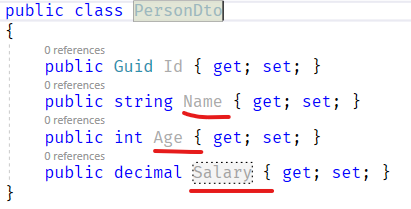 public class PersonDto
{
0 references
public Guid Id { get; set; }
0 references
public string Name { get; set; }
0 references
public int Age { get; set; }
0 references
public decimal Salary { get; set; }
}